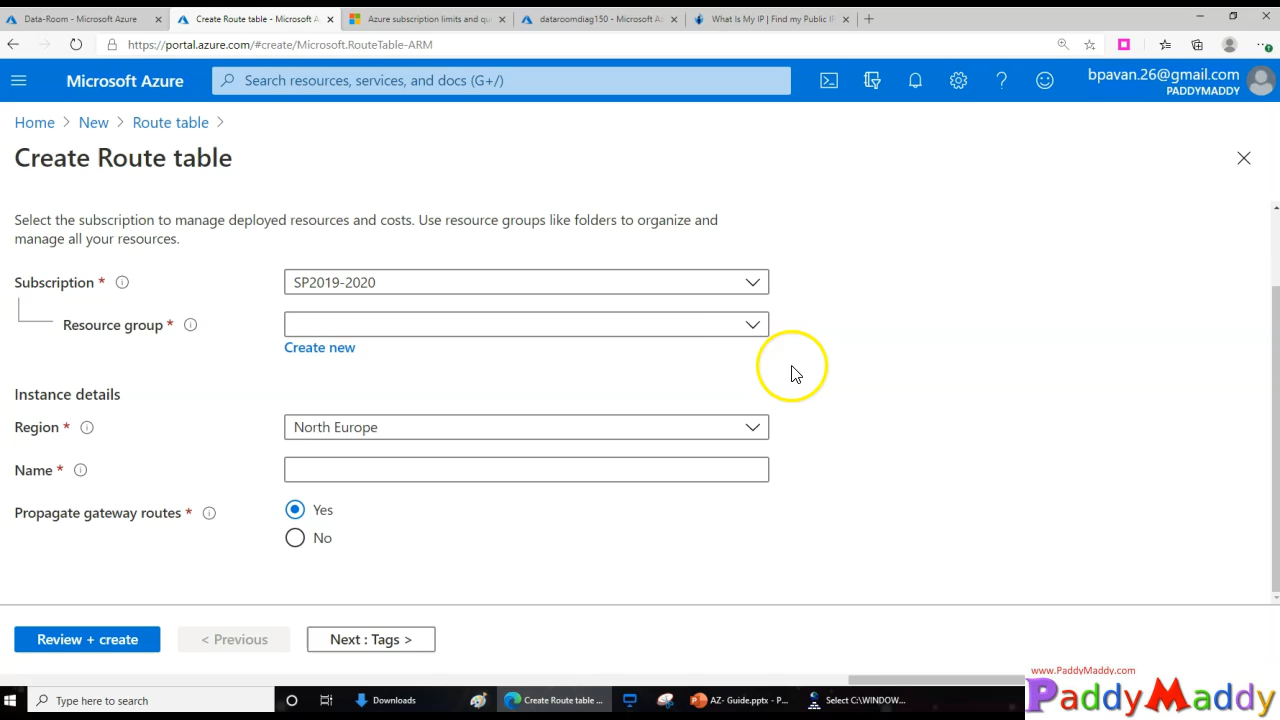 Data-Room - Microsoft Azure
Create Route table - Microsoft A
Azure subscription limits and qu
dataroomdiag150 - Microsoft Az
What Is My IP | Find my Public IP
https://portal.azure.com/#create/Microsoft.RouteTable-ARM
Microsoft Azure
Search resources, services, and docs (G+/)
bpavan.26@gmail.com
PADDYMADDY
Home > New > Route table >
Create Route table
Select the subscription to manage deployed resources and costs. Use resource groups like folders to organize and
manage all your resources.
Subscription *
SP2019-2020
Resource group *
Create new
Instance details
Region *
North Europe
Name *
Propagate gateway routes *
Yes
No
Review + create
< Previous
Next : Tags >
www.PaddyMaddy.com
PaddyMaddy
Type here to search
Downloads
Create Route table ...
AZ- Guide.pptx - P...
Select C:\WINDOW...